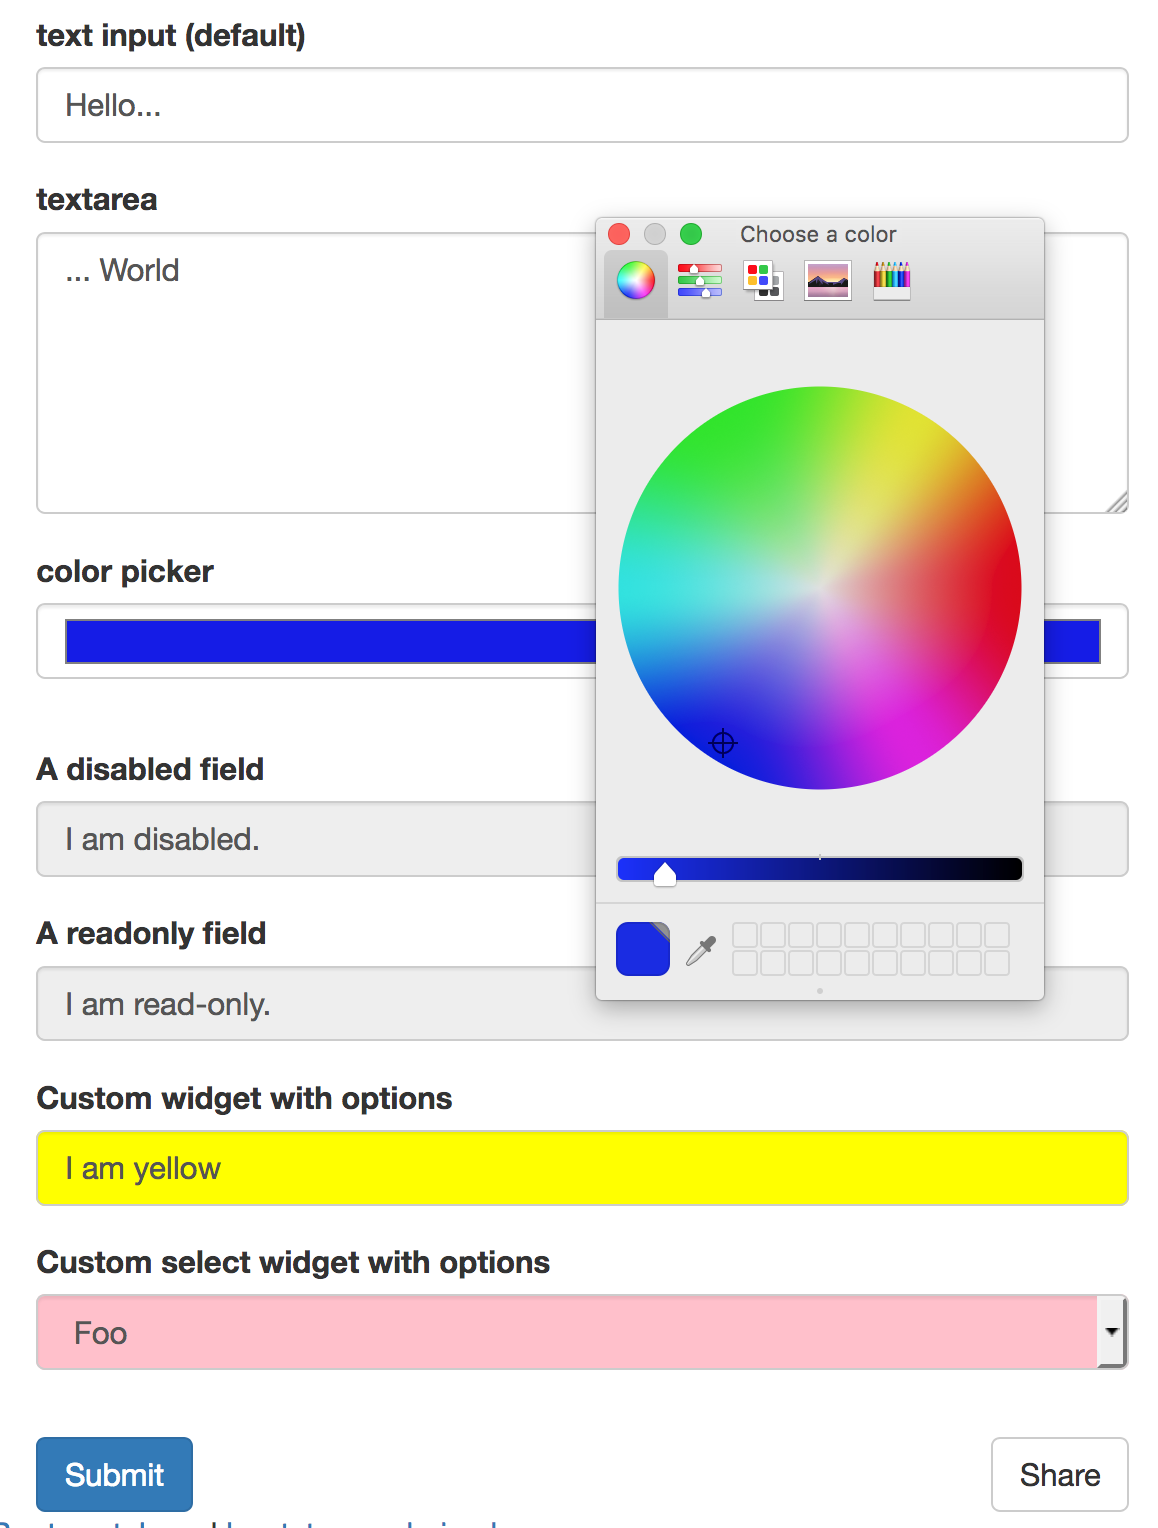 text input (default)
Hello...
textarea
... World
Choose a color
color picker
A disabled field
I am disabled.
A readonly field
I am read-only.
Custom widget with options
I am yellow
Custom select widget with options
Foo
Submit
Share